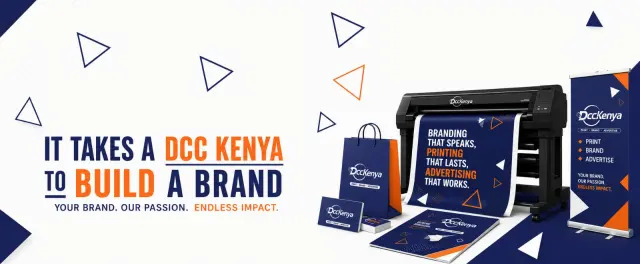 IT TAKES A DCC KENYA
TO BUILD A BRAND
YOUR BRAND. OUR PASSION. ENDLESS IMPACT.
DccKenya
BRANDING
THAT SPEAKS,
PRINTING
THAT LASTS,
ADVERTISING
THAT WORKS.
DccKenya
DccKenya
DccKenya
DccKenya
PRINT
BRAND
ADVERTISE
YOUR BRAND.
OUR PASSION.
ENDLESS IMPACT.